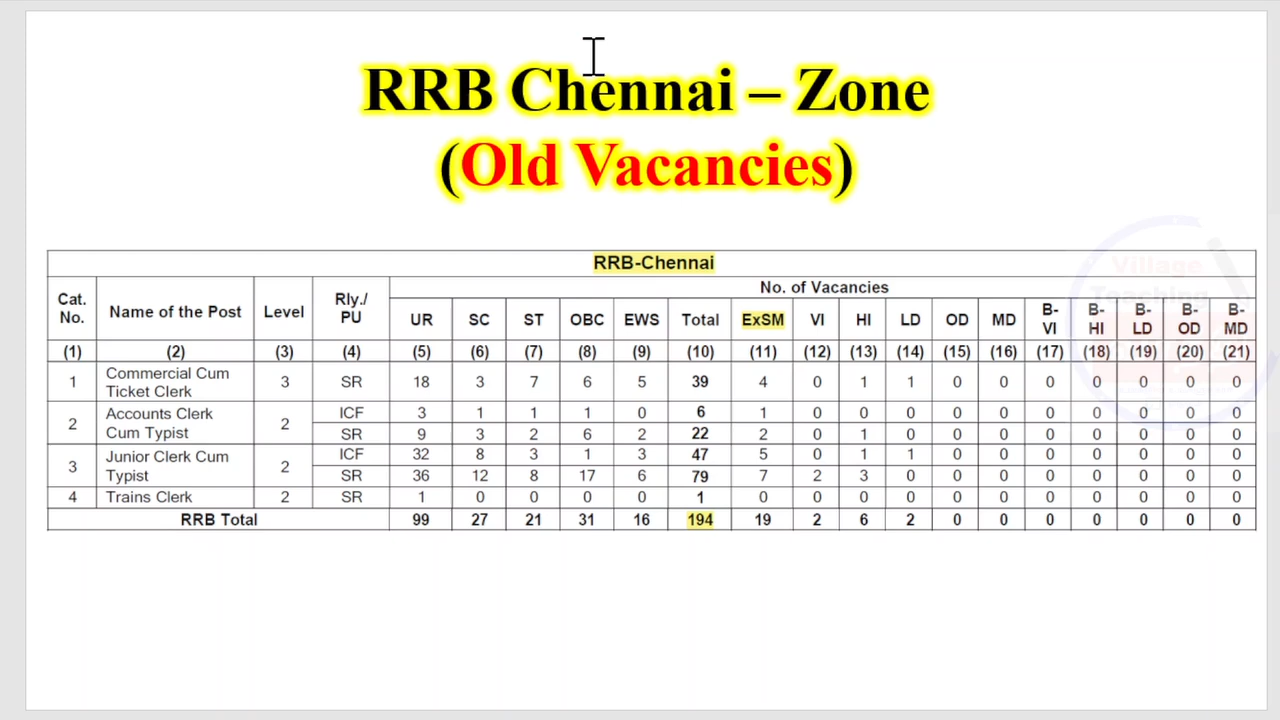 RRB Chennai – Zone
(Old Vacancies)
RRB-Chennai
Cat. No. Name of the Post Level Rly./ PU No. of Vacancies
UR SC ST OBC EWS Total ExSM VI HI LD OD MD B-VI B-HI B-LD B-OD B-MD
(1) (2) (3) (4) (5) (6) (7) (8) (9) (10) (11) (12) (13) (14) (15) (16) (17) (18) (19) (20) (21)
1 Commercial Cum Ticket Clerk 3 SR 18 3 7 6 5 39 4 0 1 1 0 0 0 0 0 0 0
2 Accounts Clerk Cum Typist 2 ICF 3 1 1 1 0 6 1 0 0 0 0 0 0 0 0 0 0
SR 9 3 2 6 2 22 2 0 1 0 0 0 0 0 0 0 0
3 Junior Clerk Cum Typist 2 ICF 32 8 3 1 3 47 5 0 1 1 0 0 0 0 0 0 0
SR 36 12 8 17 6 79 7 2 3 0 0 0 0 0 0 0 0
4 Trains Clerk 2 SR 1 0 0 0 0 1 0 0 0 0 0 0 0 0 0 0 0
RRB Total 99 27 21 31 16 194 19 2 6 2 0 0 0 0 0 0 0
Village
Teaching